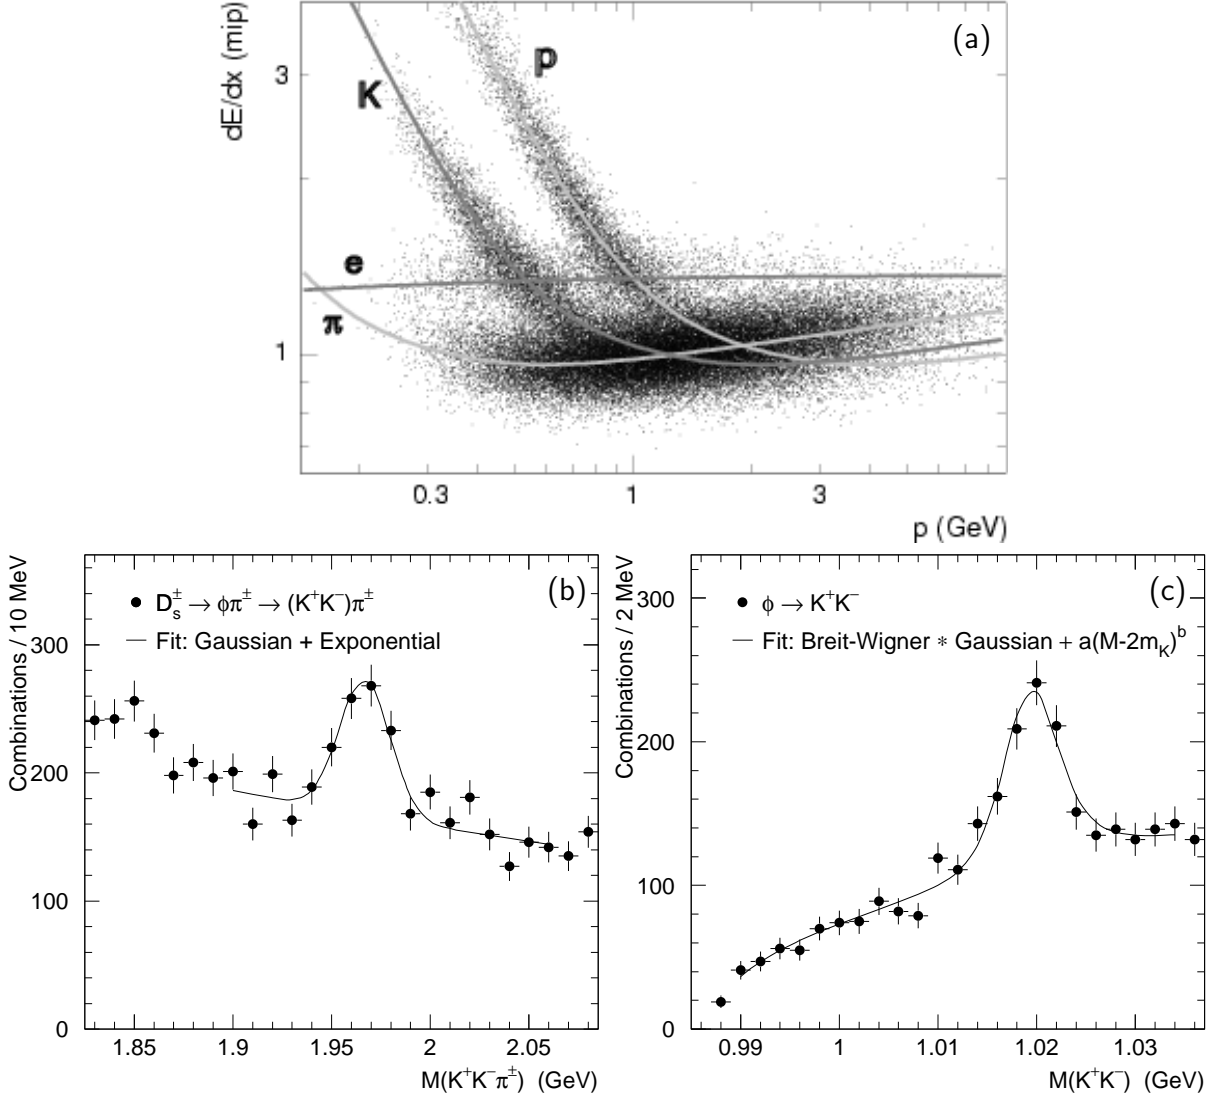 dE/dx (mip)
(a)
3
1
K
p
e
π
0.3
1
3
p (GeV)
(b)
Combinations / 10 MeV
D_s^± → ϕπ^± → (K⁺K⁻)π^±
Fit: Gaussian + Exponential
300
200
100
0
1.85
1.9
1.95
2
2.05
M(K⁺K⁻π^±) (GeV)
(c)
Combinations / 2 MeV
ϕ → K⁺K⁻
Fit: Breit-Wigner * Gaussian + a(M-2m_K)^b
300
200
100
0
0.99
1
1.01
1.02
1.03
M(K⁺K⁻) (GeV)